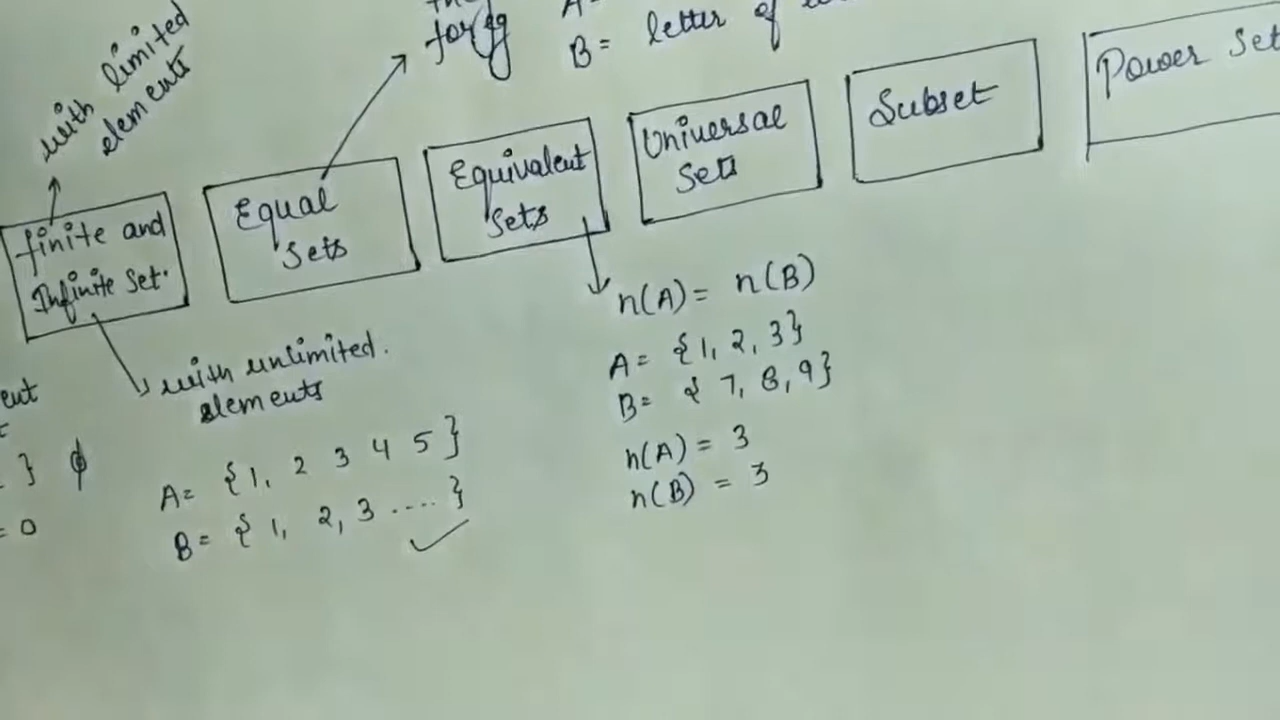 with limited
elements
for eg
B = letter of
finite and
Infinite Set.
Equal
Sets
Equivalent
Sets
Universal
Sets
Subset
Power Set
with unlimited.
elements
n(A) = n(B)
A = {1, 2, 3}
B = { 7, 8, 9}
n(A) = 3
n(B) = 3
} ϕ
= 0
A = {1, 2 3 4 5 }
B = { 1, 2, 3 .... }